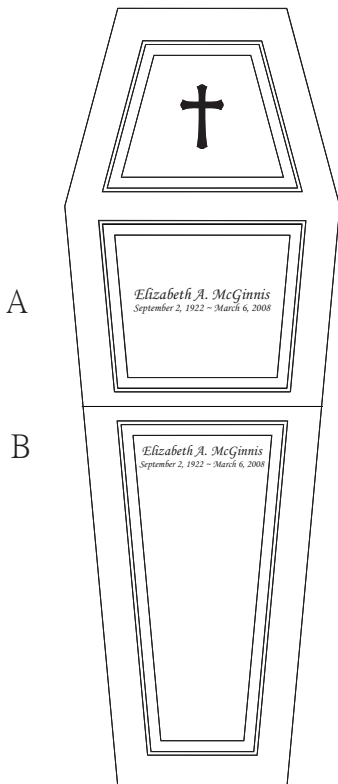 A
Elizabeth A. McGinnis
September 2, 1922 ~ March 6, 2008
B
Elizabeth A. McGinnis
September 2, 1922 ~ March 6, 2008